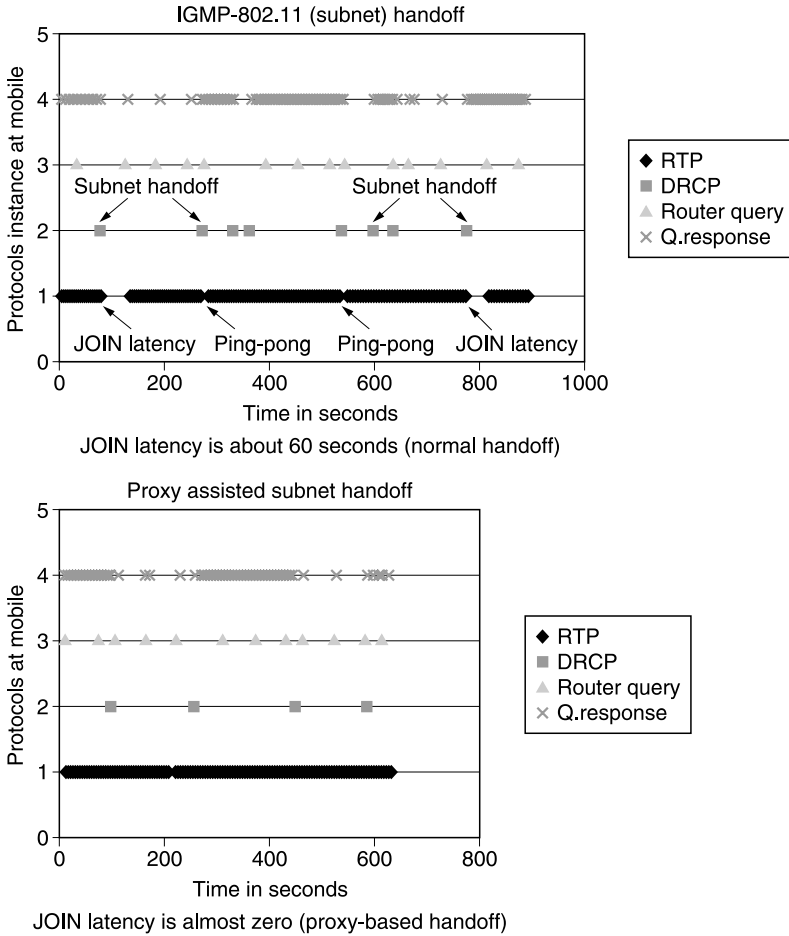 IGMP-802.11 (subnet) handoff
Protocols instance at mobile
5
4
3
2
1
0
Subnet handoff
Subnet handoff
JOIN latency
Ping-pong
Ping-pong
JOIN latency
0
200
400
600
800
1000
Time in seconds
RTP
DRCP
Router query
Q.response
JOIN latency is about 60 seconds (normal handoff)
Proxy assisted subnet handoff
Protocols at mobile
5
4
3
2
1
0
0
200
400
600
800
Time in seconds
RTP
DRCP
Router query
Q.response
JOIN latency is almost zero (proxy-based handoff)